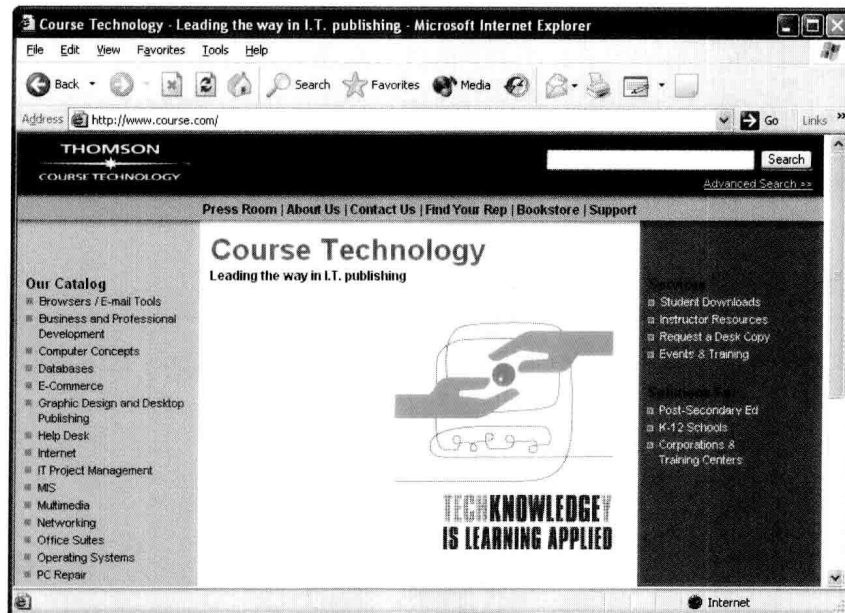 Course Technology - Leading the way in I.T. publishing - Microsoft Internet Explorer
File Edit View Favorites Tools Help
Back Search Favorites Media
Address http://www.course.com/ Go Links »
THOMSON
COURSE TECHNOLOGY
Search
Advanced Search >>
Press Room | About Us | Contact Us | Find Your Rep | Bookstore | Support
Our Catalog
Browsers / E-mail Tools
Business and Professional
Development
Computer Concepts
Databases
E-Commerce
Graphic Design and Desktop
Publishing
Help Desk
Internet
IT Project Management
MIS
Multimedia
Networking
Office Suites
Operating Systems
PC Repair
Course Technology
Leading the way in I.T. publishing
TECHKNOWLEDGEY
IS LEARNING APPLIED
Services
Student Downloads
Instructor Resources
Request a Desk Copy
Events & Training
Solutions For
Post-Secondary Ed
K-12 Schools
Corporations &
Training Centers
Internet